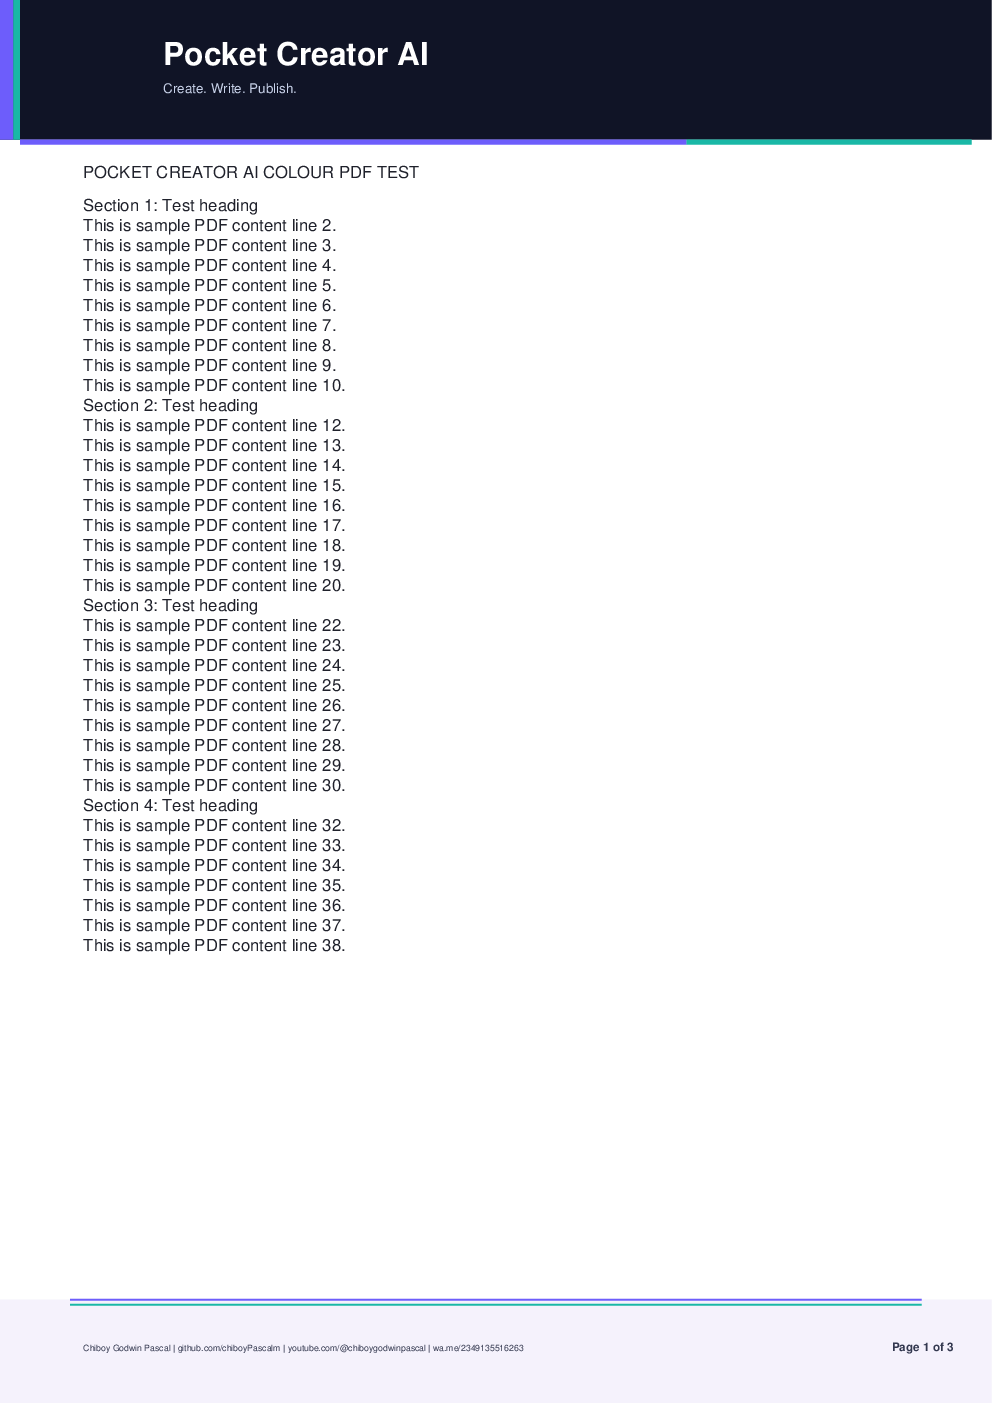 Pocket Creator AI
Create. Write. Publish.
POCKET CREATOR AI COLOUR PDF TEST
Section 1: Test heading
This is sample PDF content line 2.
This is sample PDF content line 3.
This is sample PDF content line 4.
This is sample PDF content line 5.
This is sample PDF content line 6.
This is sample PDF content line 7.
This is sample PDF content line 8.
This is sample PDF content line 9.
This is sample PDF content line 10.
Section 2: Test heading
This is sample PDF content line 12.
This is sample PDF content line 13.
This is sample PDF content line 14.
This is sample PDF content line 15.
This is sample PDF content line 16.
This is sample PDF content line 17.
This is sample PDF content line 18.
This is sample PDF content line 19.
This is sample PDF content line 20.
Section 3: Test heading
This is sample PDF content line 22.
This is sample PDF content line 23.
This is sample PDF content line 24.
This is sample PDF content line 25.
This is sample PDF content line 26.
This is sample PDF content line 27.
This is sample PDF content line 28.
This is sample PDF content line 29.
This is sample PDF content line 30.
Section 4: Test heading
This is sample PDF content line 32.
This is sample PDF content line 33.
This is sample PDF content line 34.
This is sample PDF content line 35.
This is sample PDF content line 36.
This is sample PDF content line 37.
This is sample PDF content line 38.
Chiboy Godwin Pascal | github.com/chiboyPascalm | youtube.com/@chiboygodwinpascal | wa.me/2349135516263
Page 1 of 3